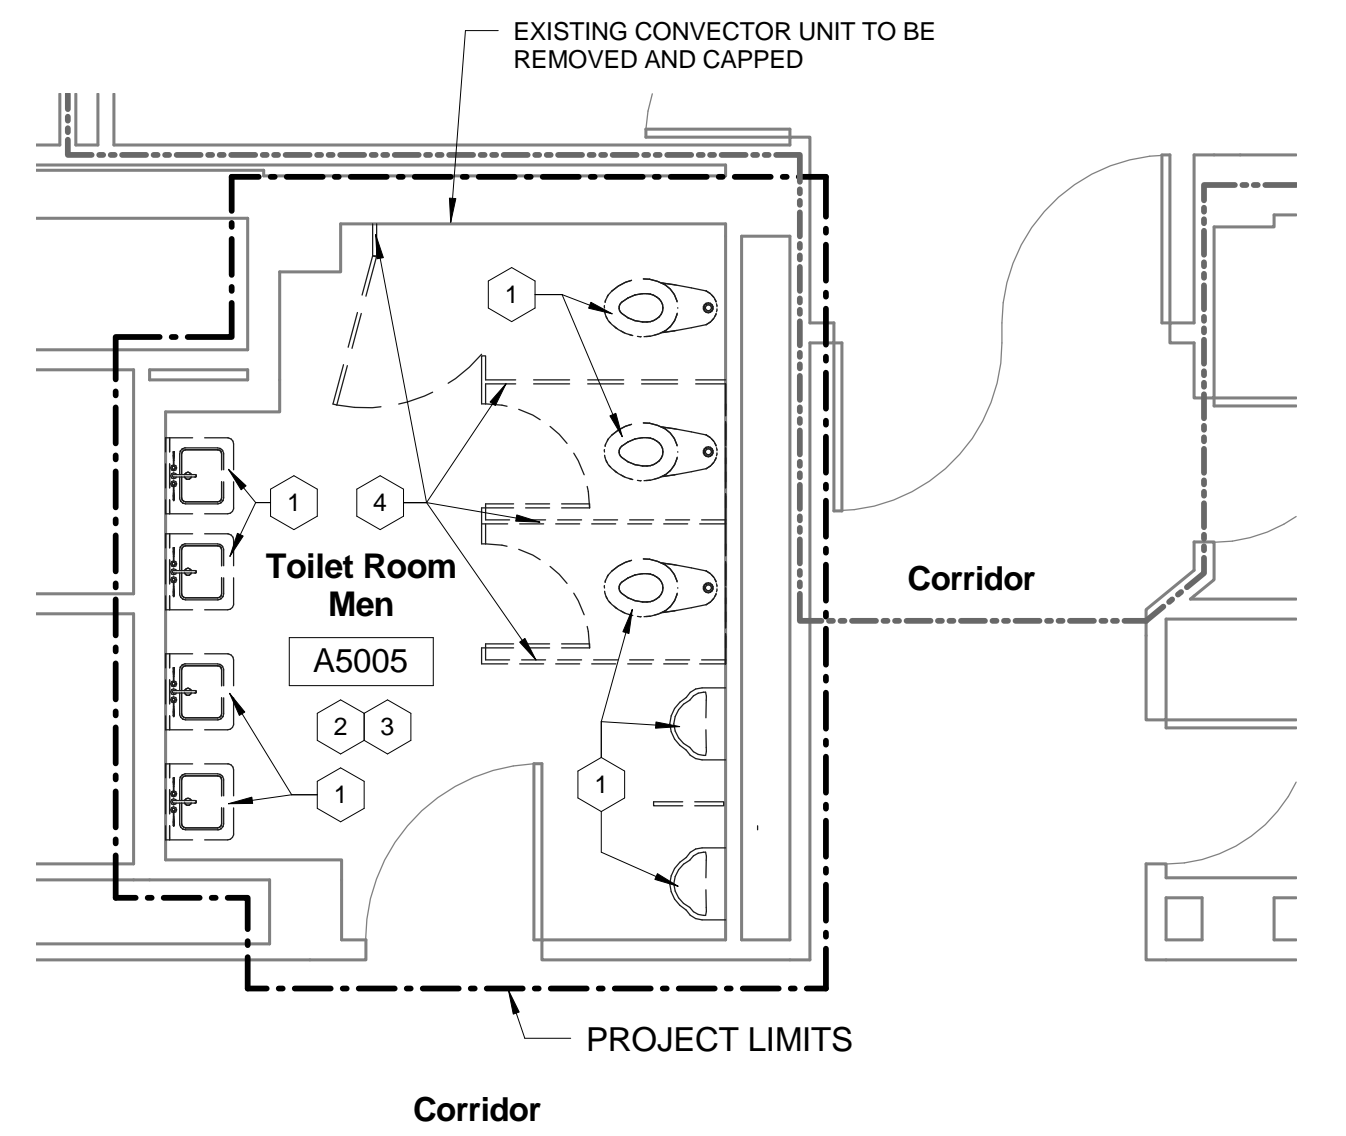 EXISTING CONVECTOR UNIT TO BE
REMOVED AND CAPPED
1
1
4
Toilet Room
Men
Corridor
A5005
2 3
1
1
PROJECT LIMITS
Corridor